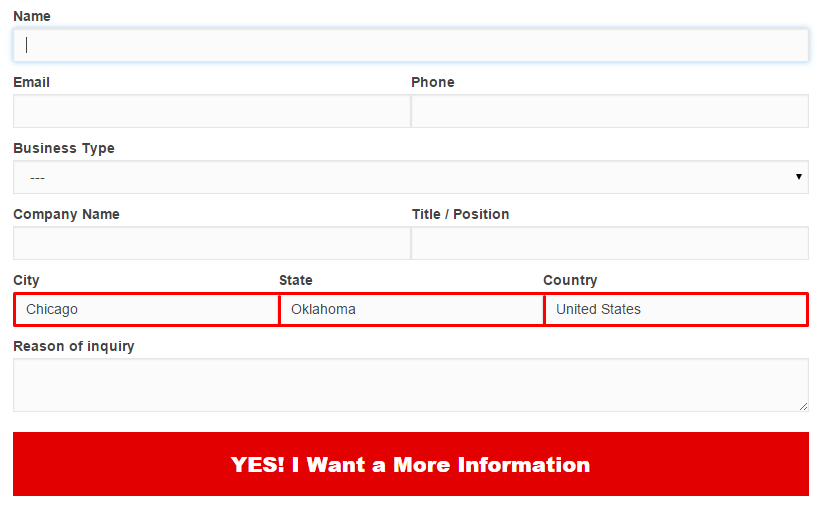 Name
Email Phone
Business Type
---
Company Name Title / Position
City State Country
Chicago Oklahoma United States
Reason of inquiry
YES! I Want a More Information